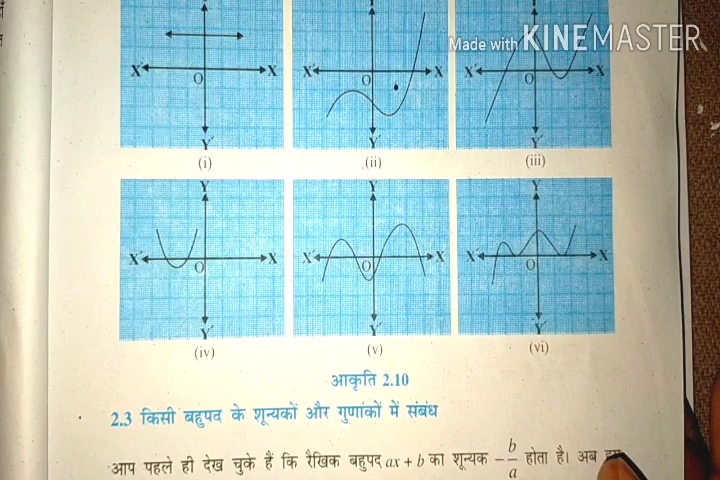 Made with KINEMASTER
X′ O X Y′
X′ O X Y′
X′ O X Y′
(i) (ii) (iii)
Y X′ O X Y′
Y X′ O X Y′
Y X′ O X Y′
(iv) (v) (vi)
आकृति 2.10
2.3 किसी बहुपद के शून्यकों और गुणांकों में संबंध
आप पहले ही देख चुके हैं कि रैखिक बहुपद ax + b का शून्यक −b/a होता है। अब